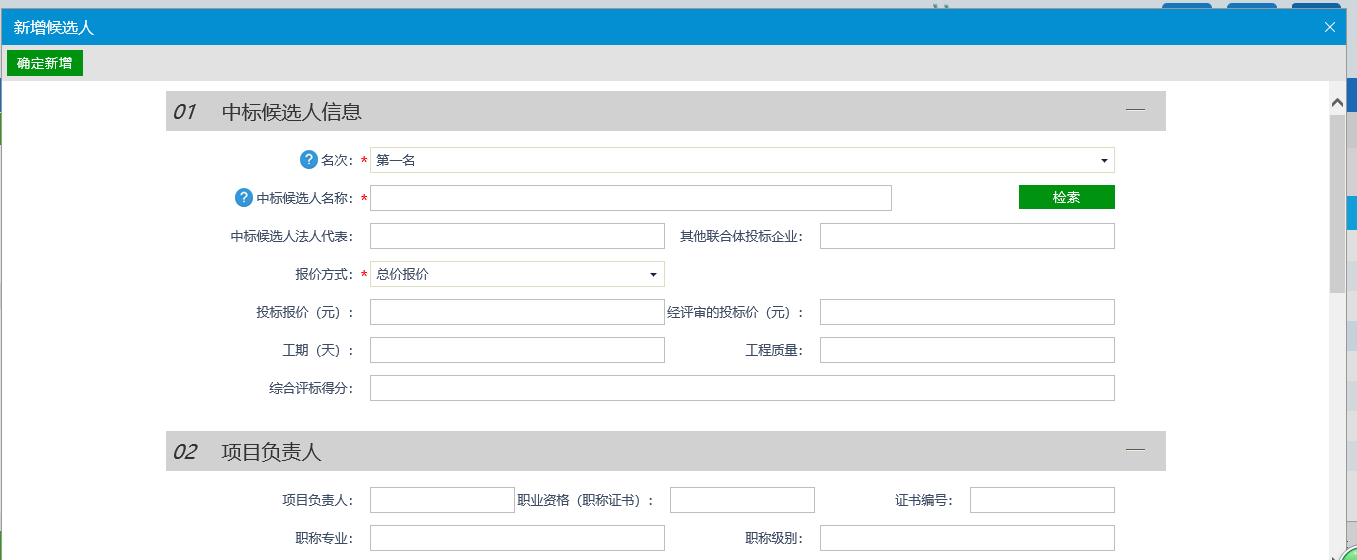 新增候选人
确定新增
01 中标候选人信息
? 名次: * 第一名
? 中标候选人名称: * 检索
中标候选人法人代表: 其他联合体投标企业:
报价方式: * 总价报价
投标报价（元）: 经评审的投标价（元）:
工期（天）: 工程质量:
综合评标得分:
02 项目负责人
项目负责人: 职业资格（职称证书）: 证书编号:
职称专业: 职称级别: